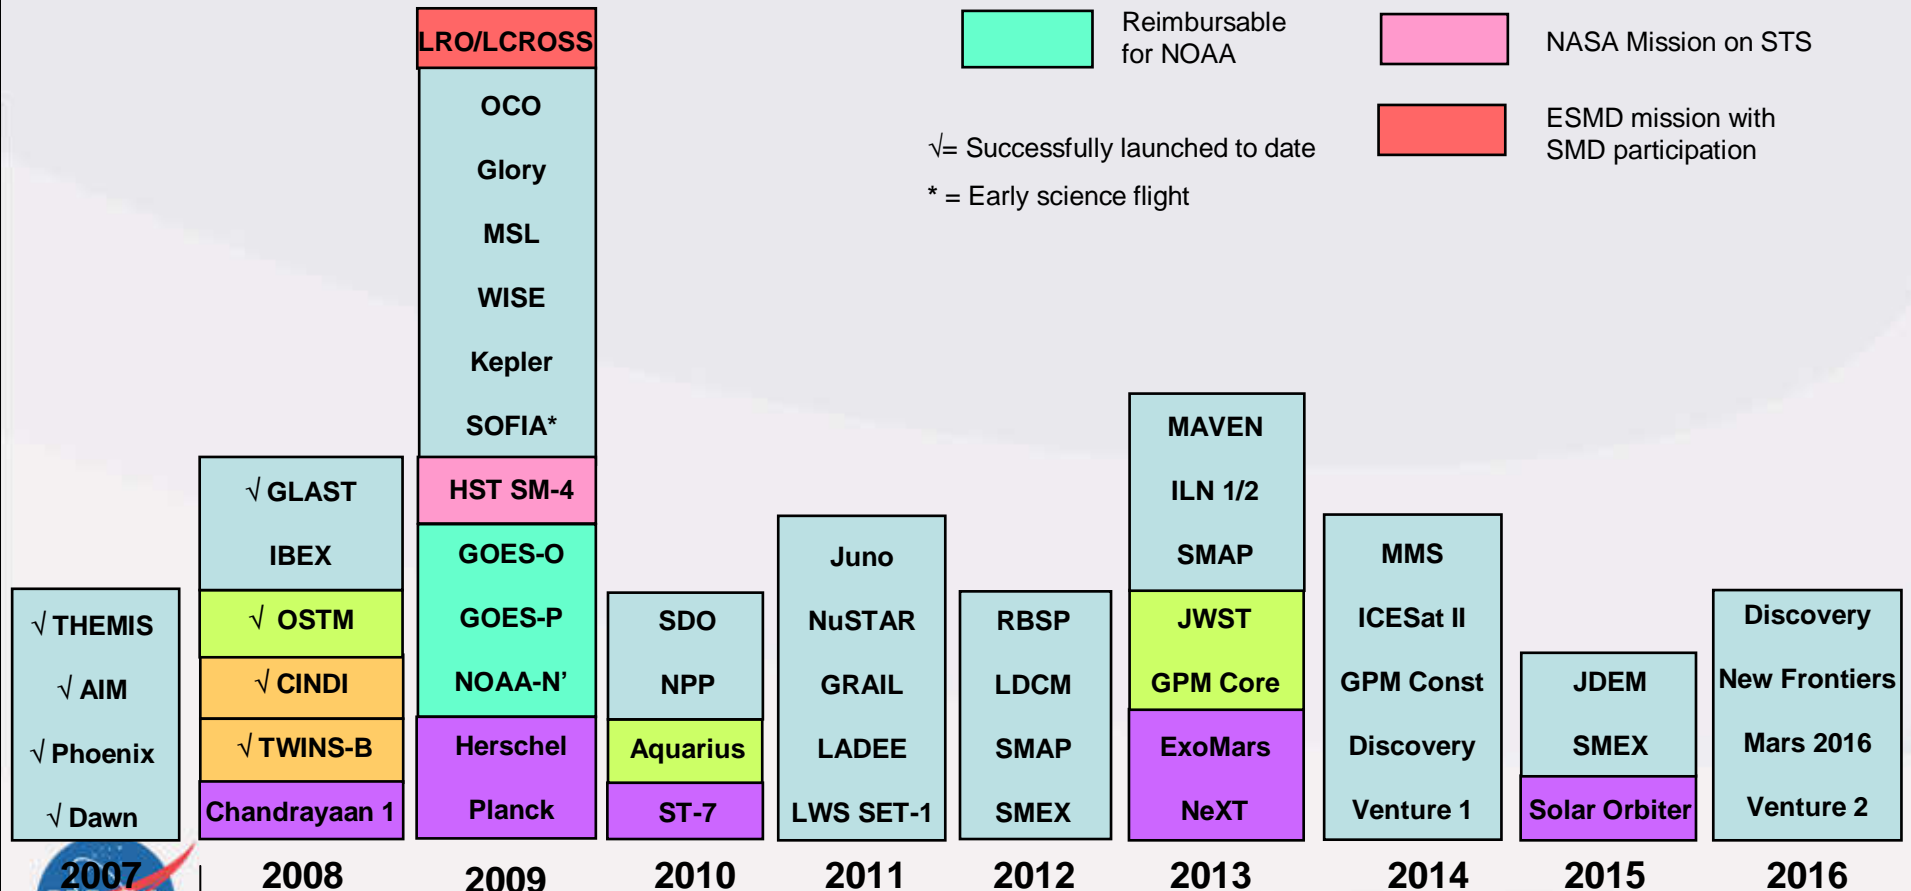 Reimbursable
for NOAA
NASA Mission on STS
ESMD mission with
SMD participation
√= Successfully launched to date
* = Early science flight
√ THEMIS
√ AIM
√ Phoenix
√ Dawn
2007
√ GLAST
IBEX
√ OSTM
√ CINDI
√ TWINS-B
Chandrayaan 1
2008
LRO/LCROSS
OCO
Glory
MSL
WISE
Kepler
SOFIA*
HST SM-4
GOES-O
GOES-P
NOAA-N’
Herschel
Planck
2009
SDO
NPP
Aquarius
ST-7
2010
Juno
NuSTAR
GRAIL
LADEE
LWS SET-1
2011
RBSP
LDCM
SMAP
SMEX
2012
MAVEN
ILN 1/2
SMAP
JWST
GPM Core
ExoMars
NeXT
2013
MMS
ICESat II
GPM Const
Discovery
Venture 1
2014
JDEM
SMEX
Solar Orbiter
2015
Discovery
New Frontiers
Mars 2016
Venture 2
2016